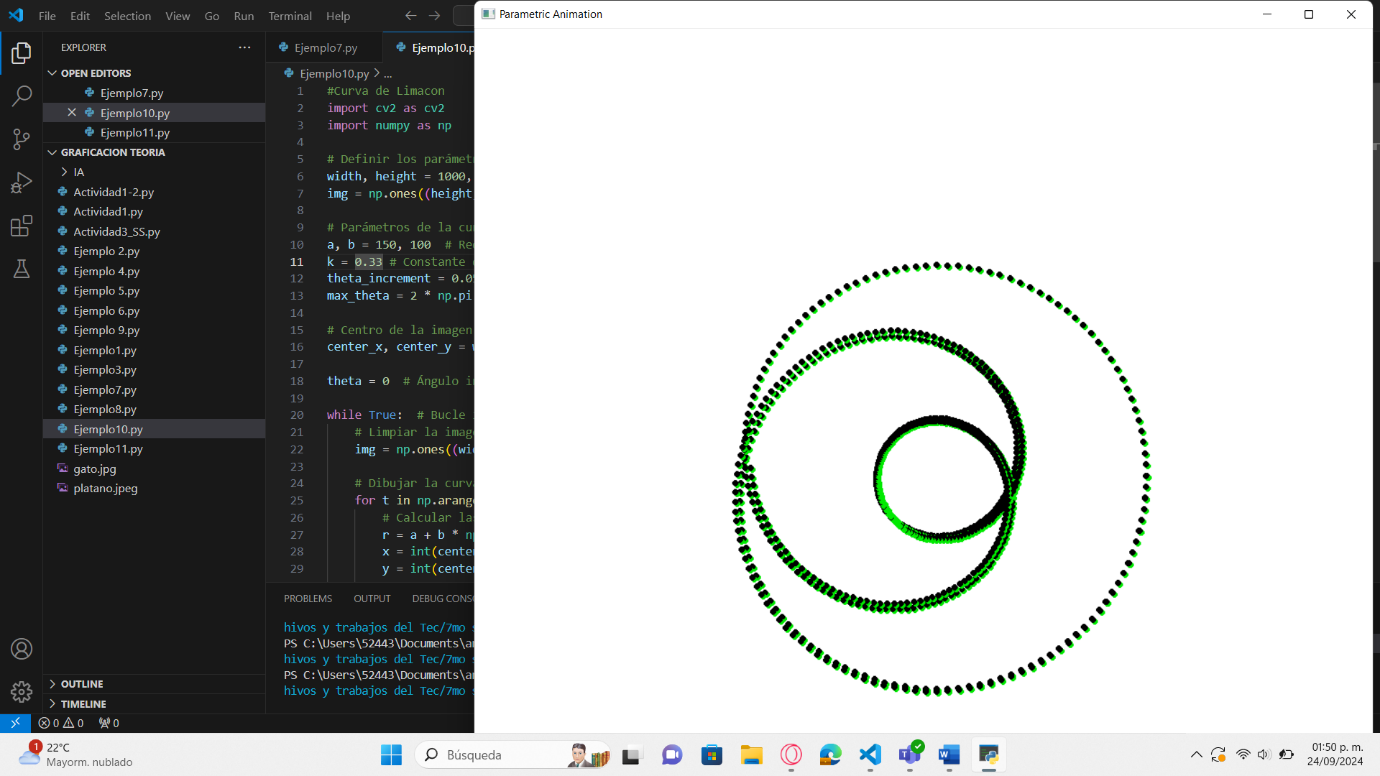 File Edit Selection View Go Run Terminal Help
Parametric Animation
EXPLORER
OPEN EDITORS
Ejemplo7.py
Ejemplo10.py
Ejemplo11.py
GRAFICACION TEORIA
IA
Actividad1-2.py
Actividad1.py
Actividad3_SS.py
Ejemplo 2.py
Ejemplo 4.py
Ejemplo 5.py
Ejemplo 6.py
Ejemplo 9.py
Ejemplo1.py
Ejemplo3.py
Ejemplo7.py
Ejemplo8.py
Ejemplo10.py
Ejemplo11.py
gato.jpg
platano.jpeg
OUTLINE
TIMELINE
Ejemplo7.py Ejemplo10.p
Ejemplo10.py > ...
1 #Curva de Limacon
2 import cv2 as cv2
3 import numpy as np
4
5 # Definir los parámet
6 width, height = 1000,
7 img = np.ones((height
8
9 # Parámetros de la cu
10 a, b = 150, 100 # Re
11 k = 0.33 # Constante
12 theta_increment = 0.0
13 max_theta = 2 * np.pi
14
15 # Centro de la imagen
16 center_x, center_y =
17
18 theta = 0 # Ángulo i
19
20 while True: # Bucle
21 # Limpiar la imag
22 img = np.ones((wi
23
24 # Dibujar la curv
25 for t in np.arang
26 # Calcular la
27 r = a + b * n
28 x = int(cente
29 y = int(cente
PROBLEMS OUTPUT DEBUG CONS
hivos y trabajos del Tec/7mo s
PS C:\Users\52443\Documents\a
hivos y trabajos del Tec/7mo s
PS C:\Users\52443\Documents\a
hivos y trabajos del Tec/7mo s
0 0 0
1
22°C
Mayorm. nublado
Búsqueda
01:50 p. m.
24/09/2024